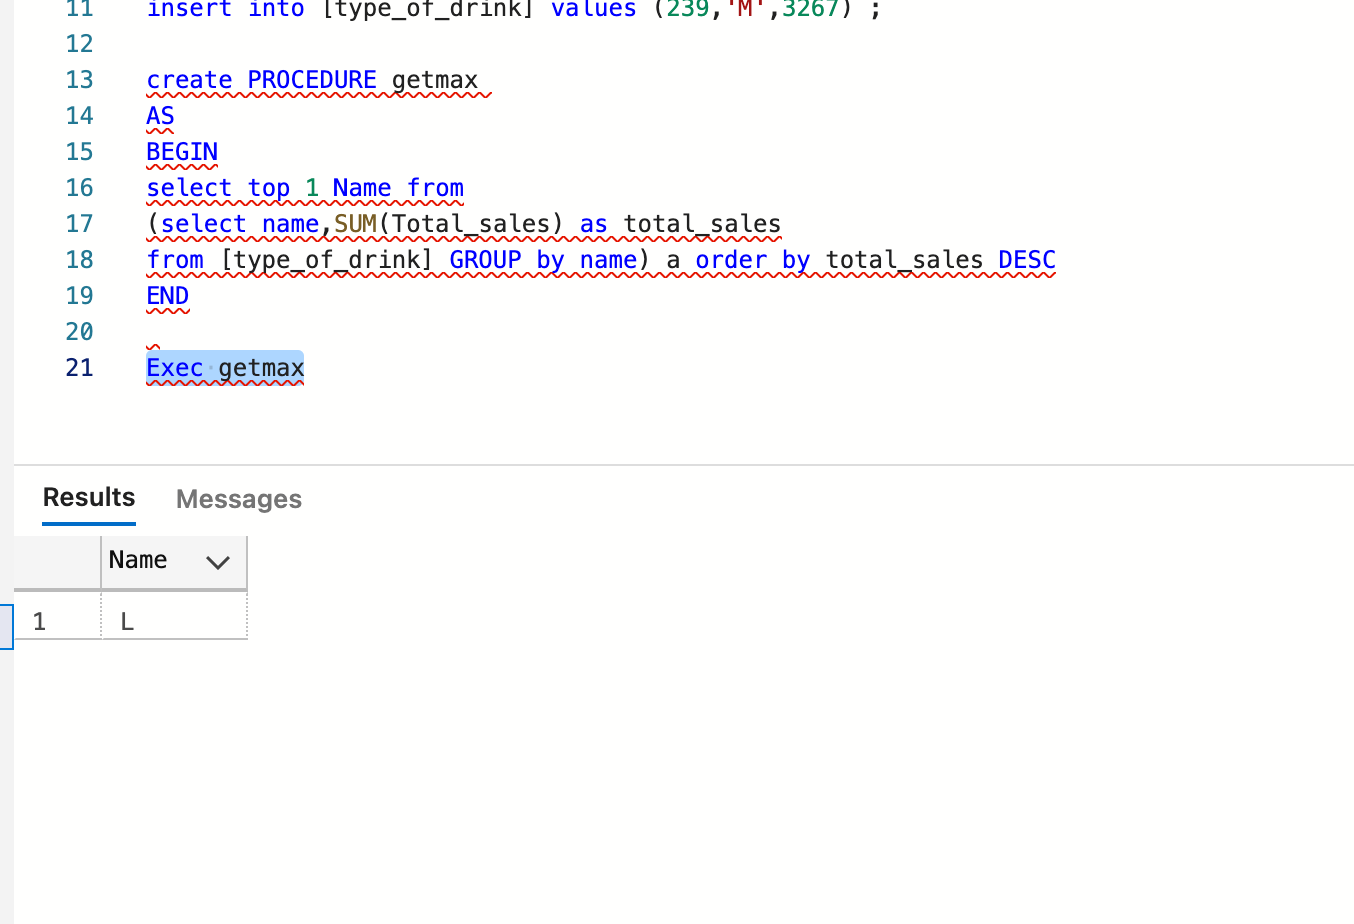 11 insert into [type_of_drink] values (239,'M',3267) ;
12
13 create PROCEDURE getmax
14 AS
15 BEGIN
16 select top 1 Name from
17 (select name,SUM(Total_sales) as total_sales
18 from [type_of_drink] GROUP by name) a order by total_sales DESC
19 END
20
21 Exec getmax
Results Messages
Name
1 L